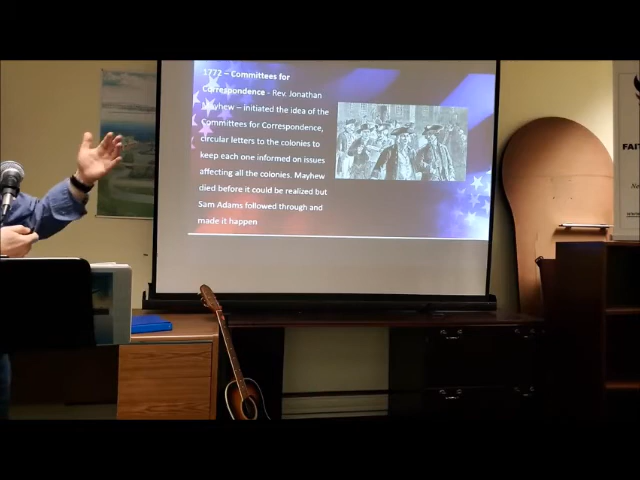 1772 – Committees for
Correspondence - Rev. Jonathan
Mayhew – initiated the idea of the
Committees for Correspondence,
circular letters to the colonies to
keep each one informed on issues
affecting all the colonies. Mayhew
died before it could be realized but
Sam Adams followed through and
made it happen
FAIT